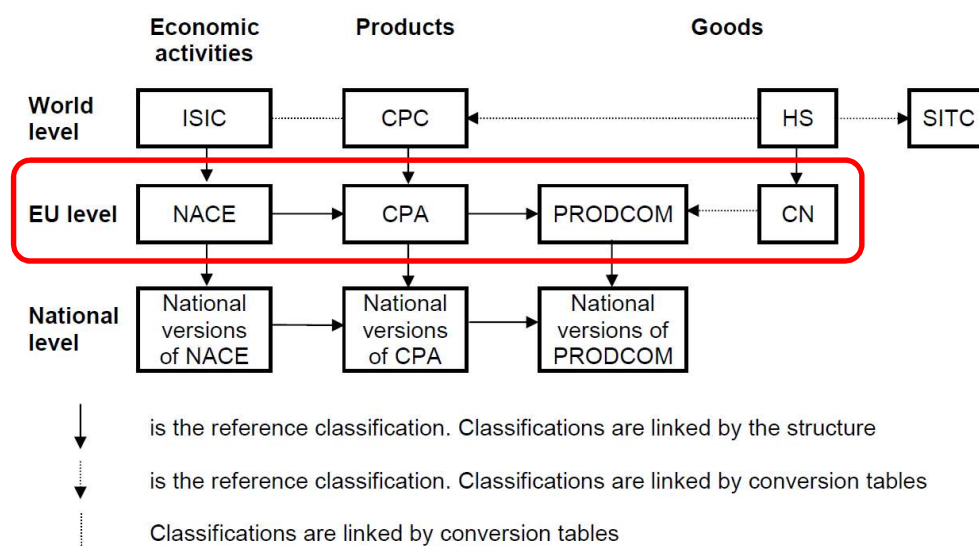 Economic activities
Products
Goods
World level
ISIC
CPC
HS
SITC
EU level
NACE
CPA
PRODCOM
CN
National level
National versions of NACE
National versions of CPA
National versions of PRODCOM
is the reference classification. Classifications are linked by the structure
is the reference classification. Classifications are linked by conversion tables
Classifications are linked by conversion tables